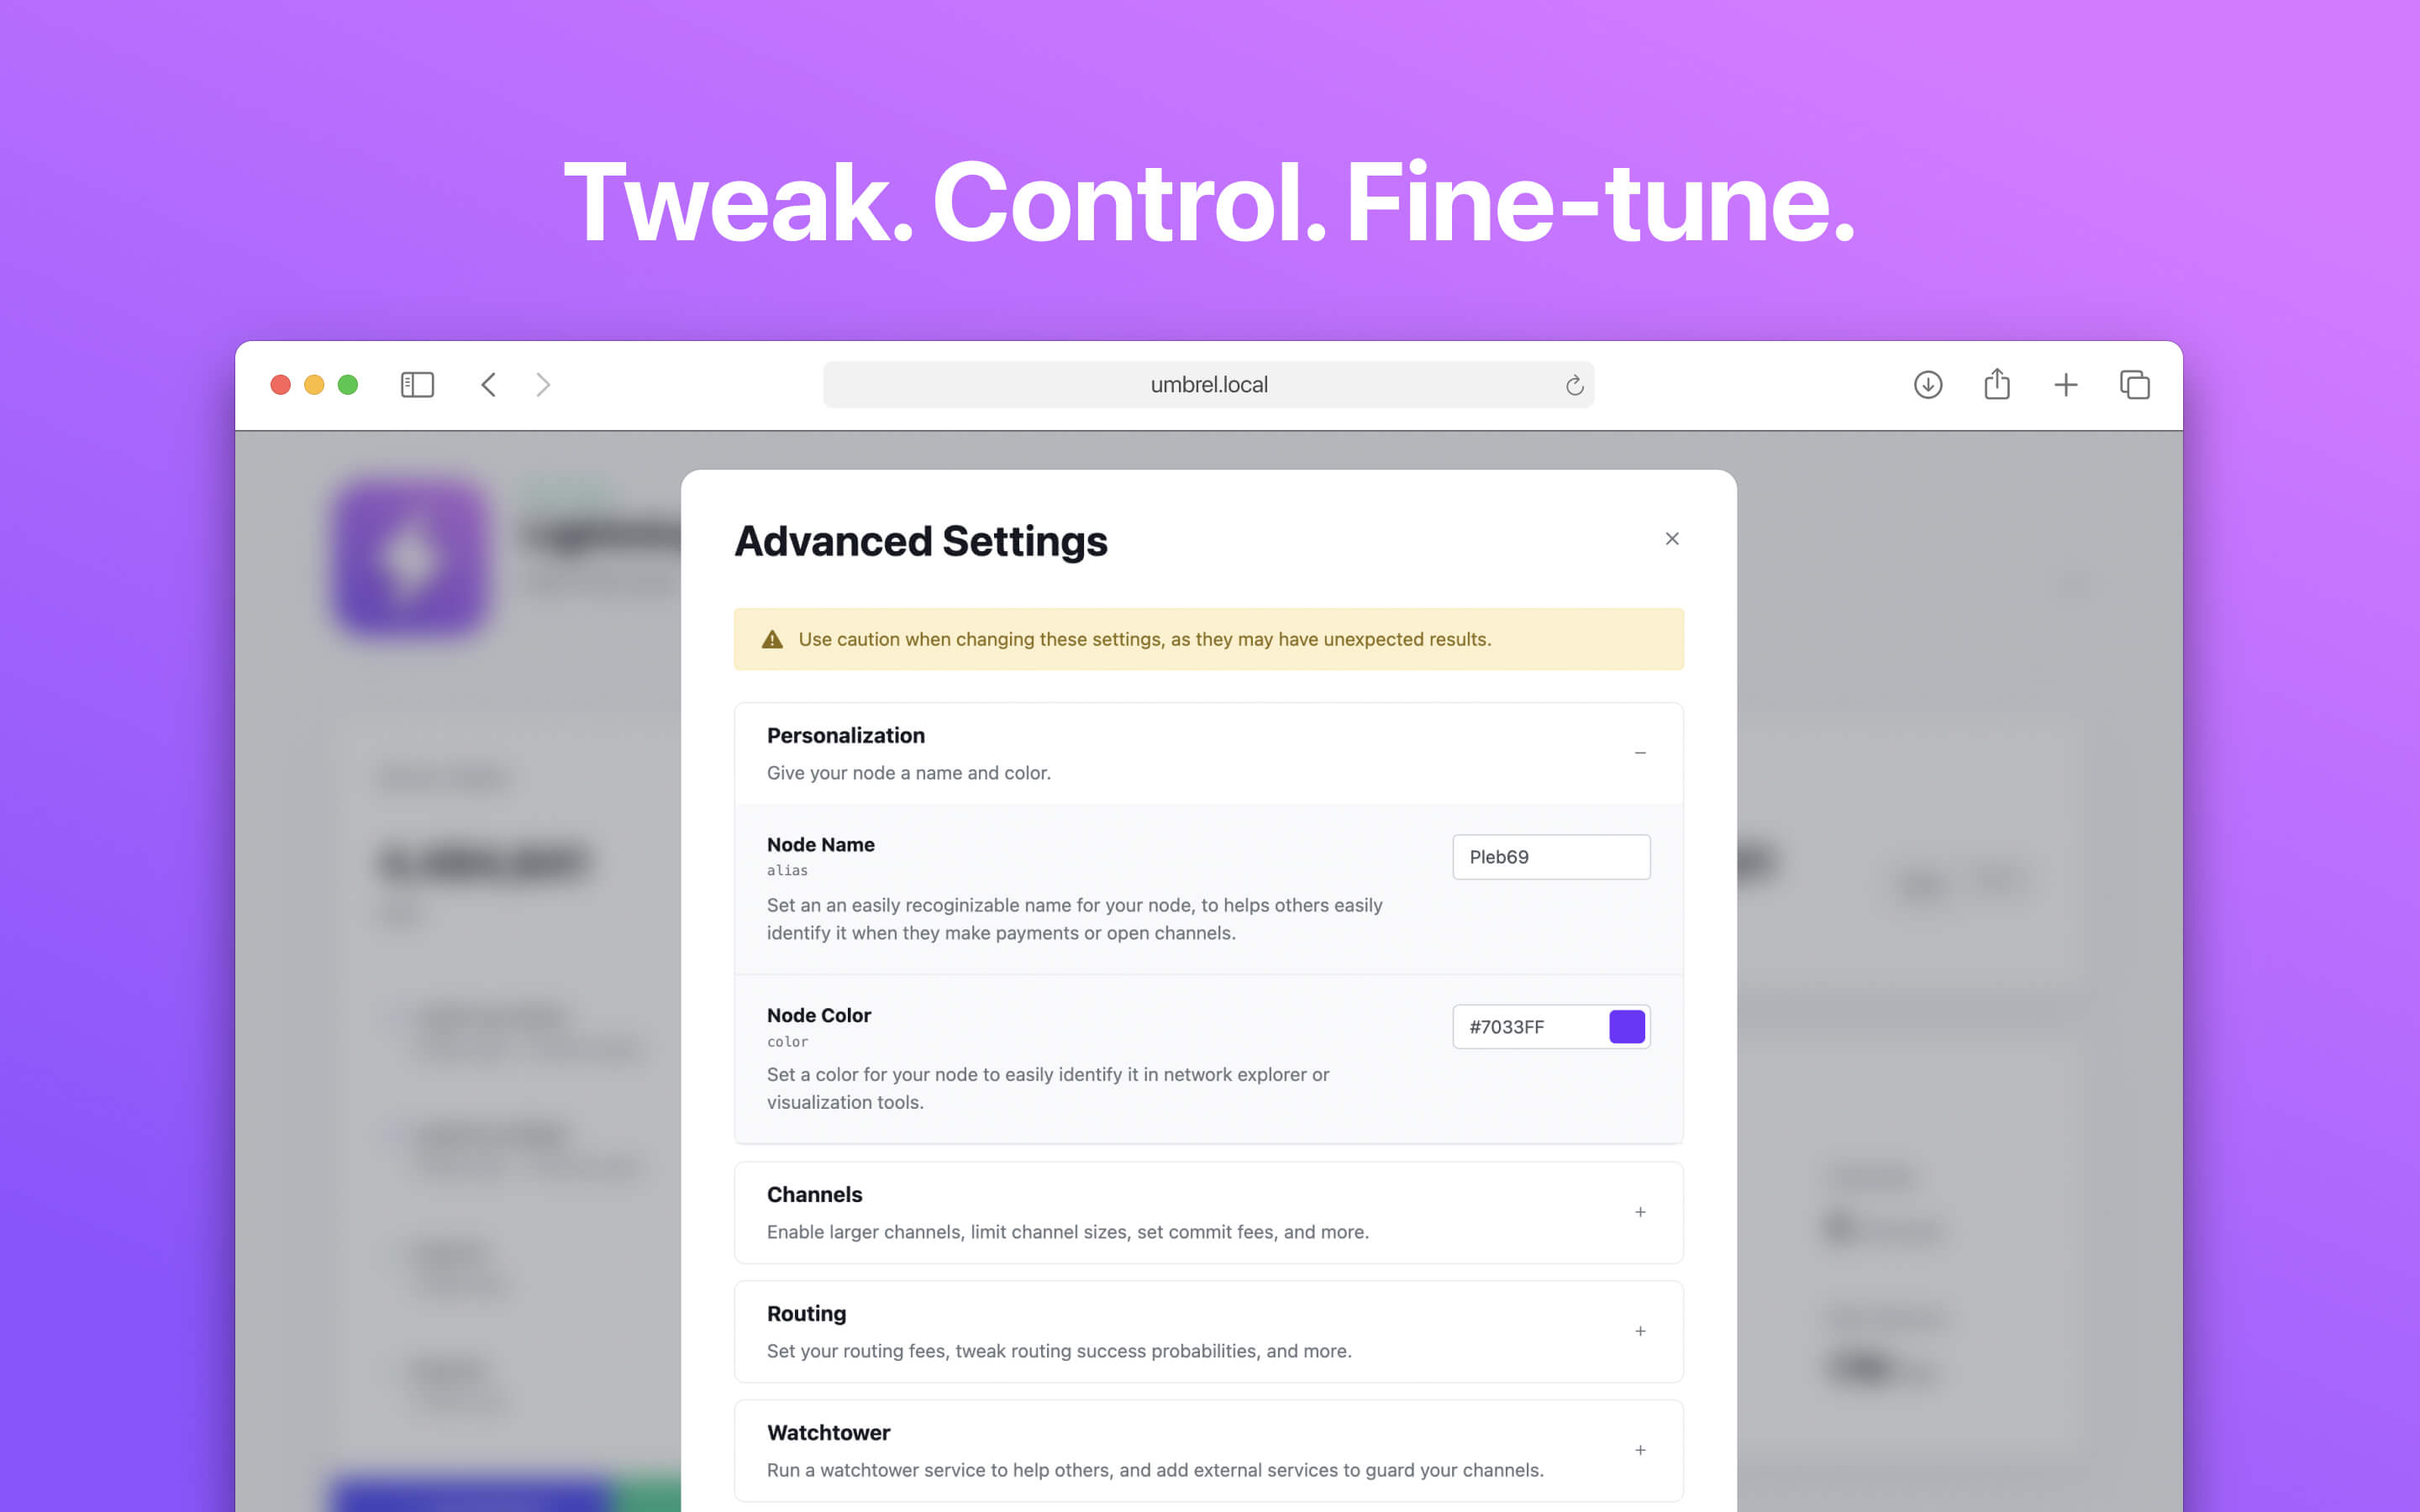 Tweak. Control. Fine-tune.
umbrel.local
Advanced Settings
Use caution when changing these settings, as they may have unexpected results.
Personalization
Give your node a name and color.
Node Name
alias
Pleb69
Set an an easily recoginizable name for your node, to helps others easily
identify it when they make payments or open channels.
Node Color
color
#7033FF
Set a color for your node to easily identify it in network explorer or
visualization tools.
Channels
Enable larger channels, limit channel sizes, set commit fees, and more.
Routing
Set your routing fees, tweak routing success probabilities, and more.
Watchtower
Run a watchtower service to help others, and add external services to guard your channels.